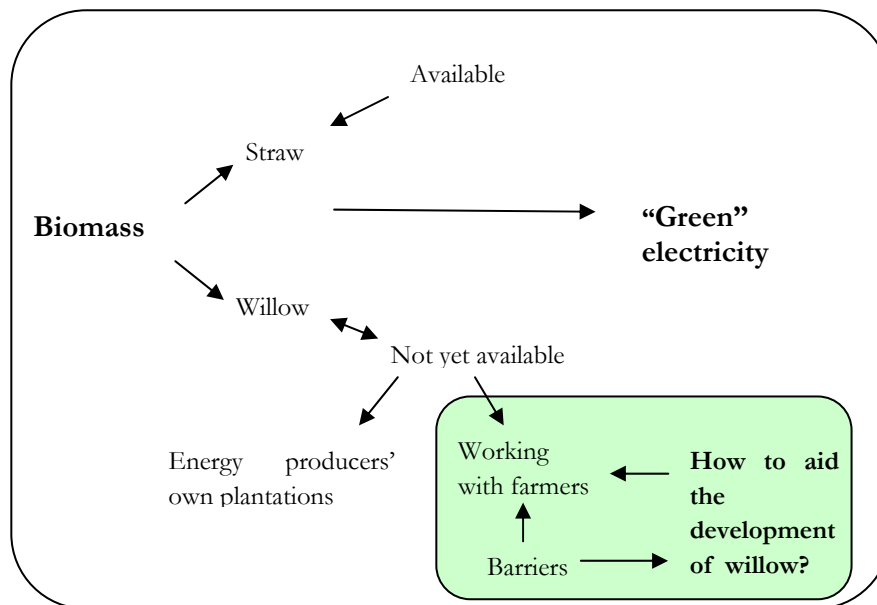 Available
Straw
Biomass
“Green”
electricity
Willow
Not yet available
Energy producers’
own plantations
Working
with farmers
How to aid
the
development
of willow?
Barriers